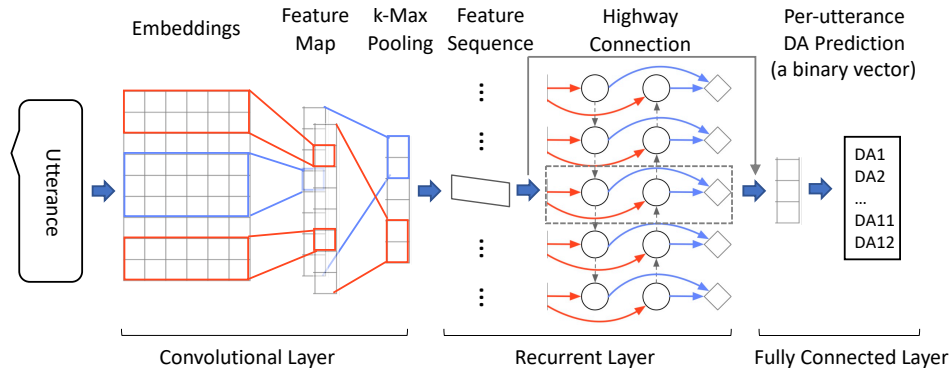 Embeddings
Feature
Map
k-Max
Pooling
Feature
Sequence
Highway
Connection
Per-utterance
DA Prediction
(a binary vector)
Utterance
...
...
...
...
DA1
DA2
...
DA11
DA12
Convolutional Layer
Recurrent Layer
Fully Connected Layer